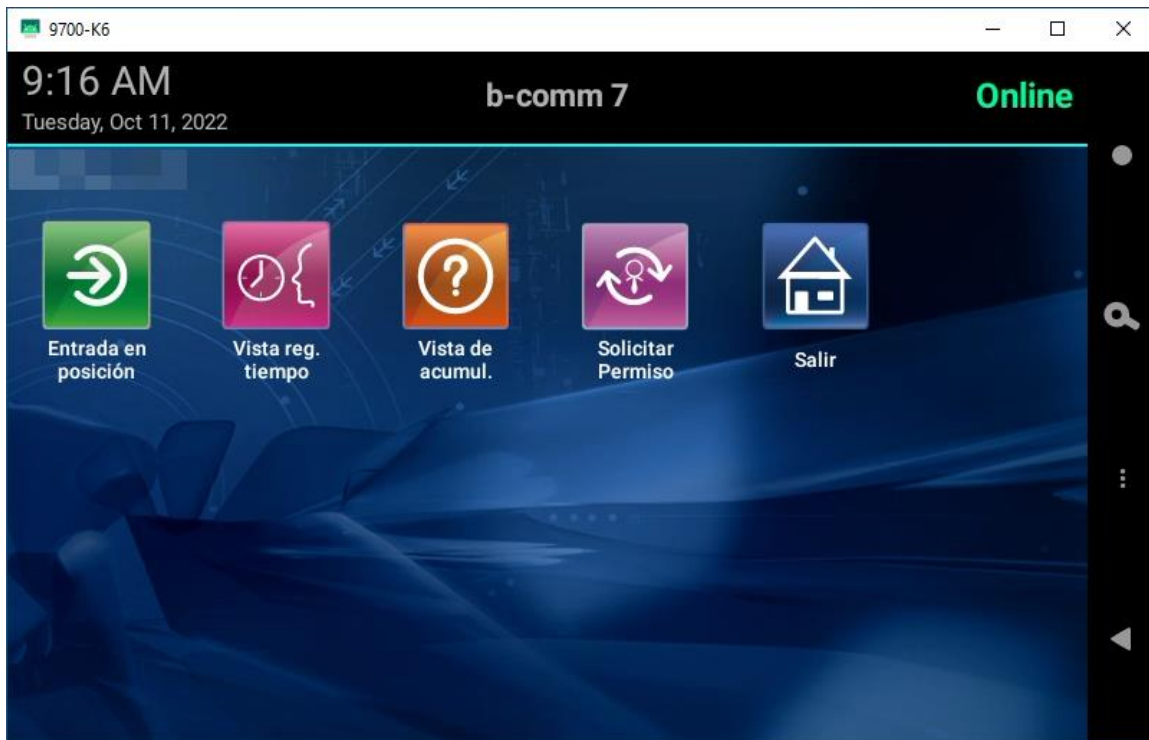 9700-K6
9:16 AM
b-comm 7
Online
Tuesday, Oct 11, 2022
Entrada en
posición
Vista reg.
tiempo
Vista de
acumul.
Solicitar
Permiso
Salir